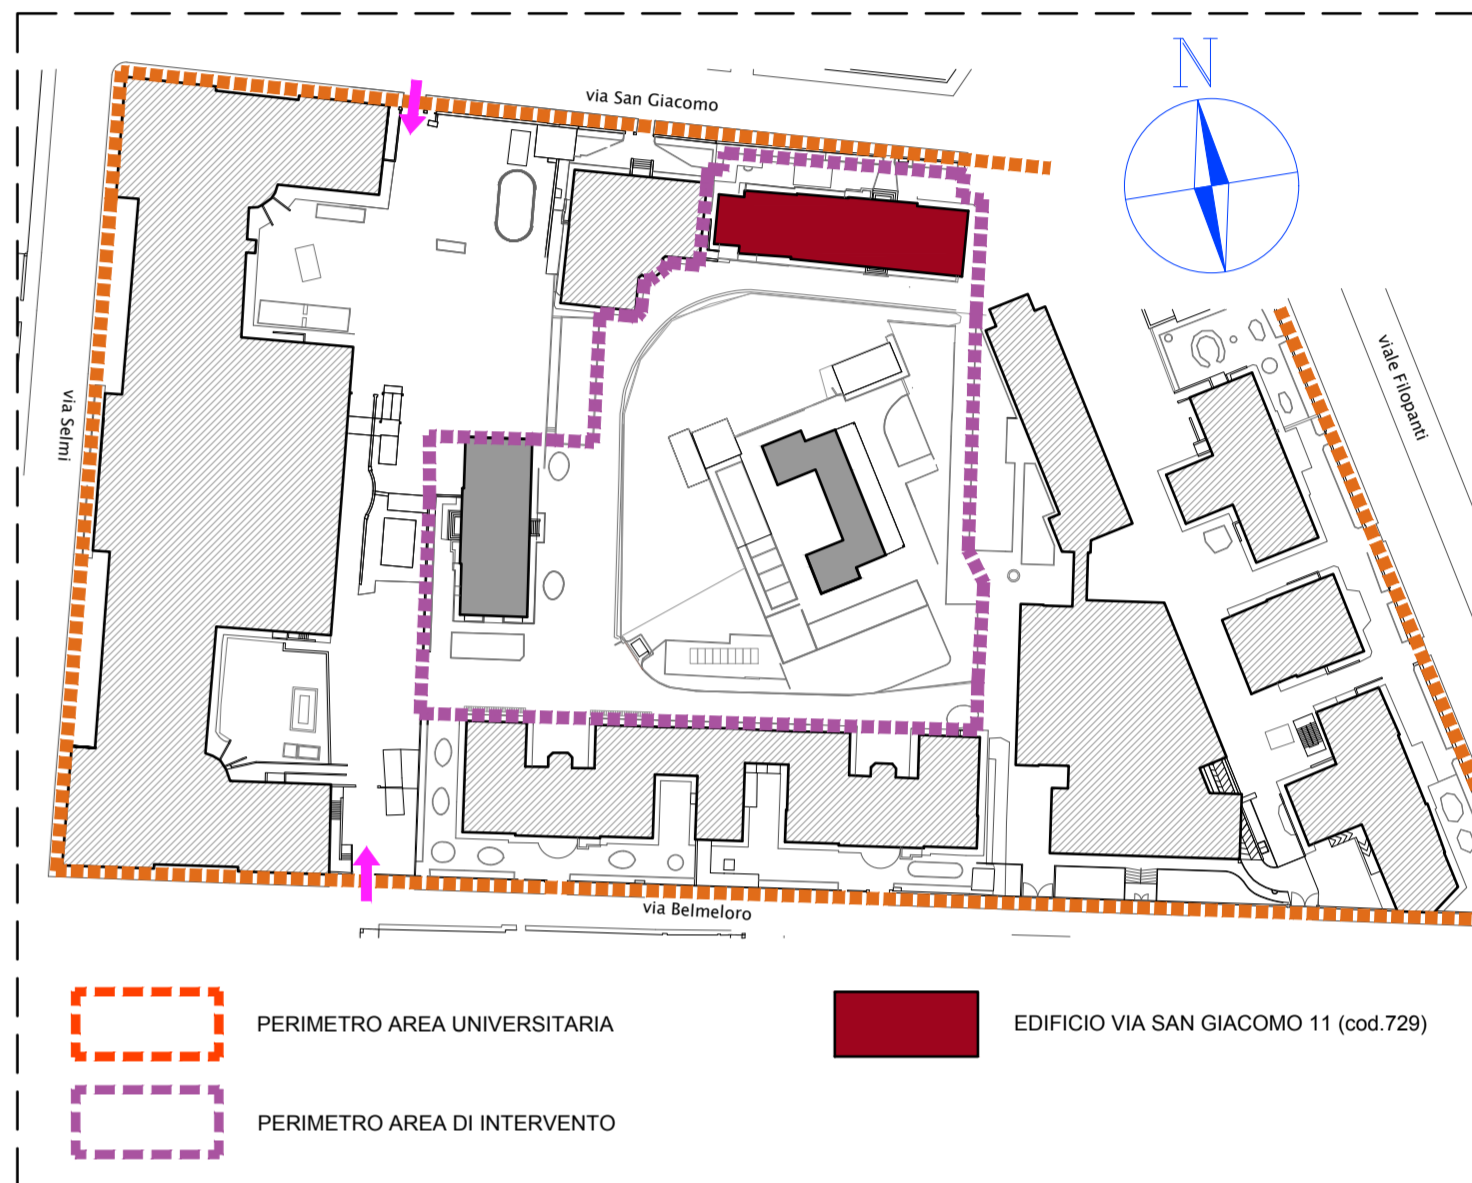 N
via San Giacomo
via Selmi
viale Filopanti
via Belmeloro
PERIMETRO AREA UNIVERSITARIA
EDIFICIO VIA SAN GIACOMO 11 (cod.729)
PERIMETRO AREA DI INTERVENTO